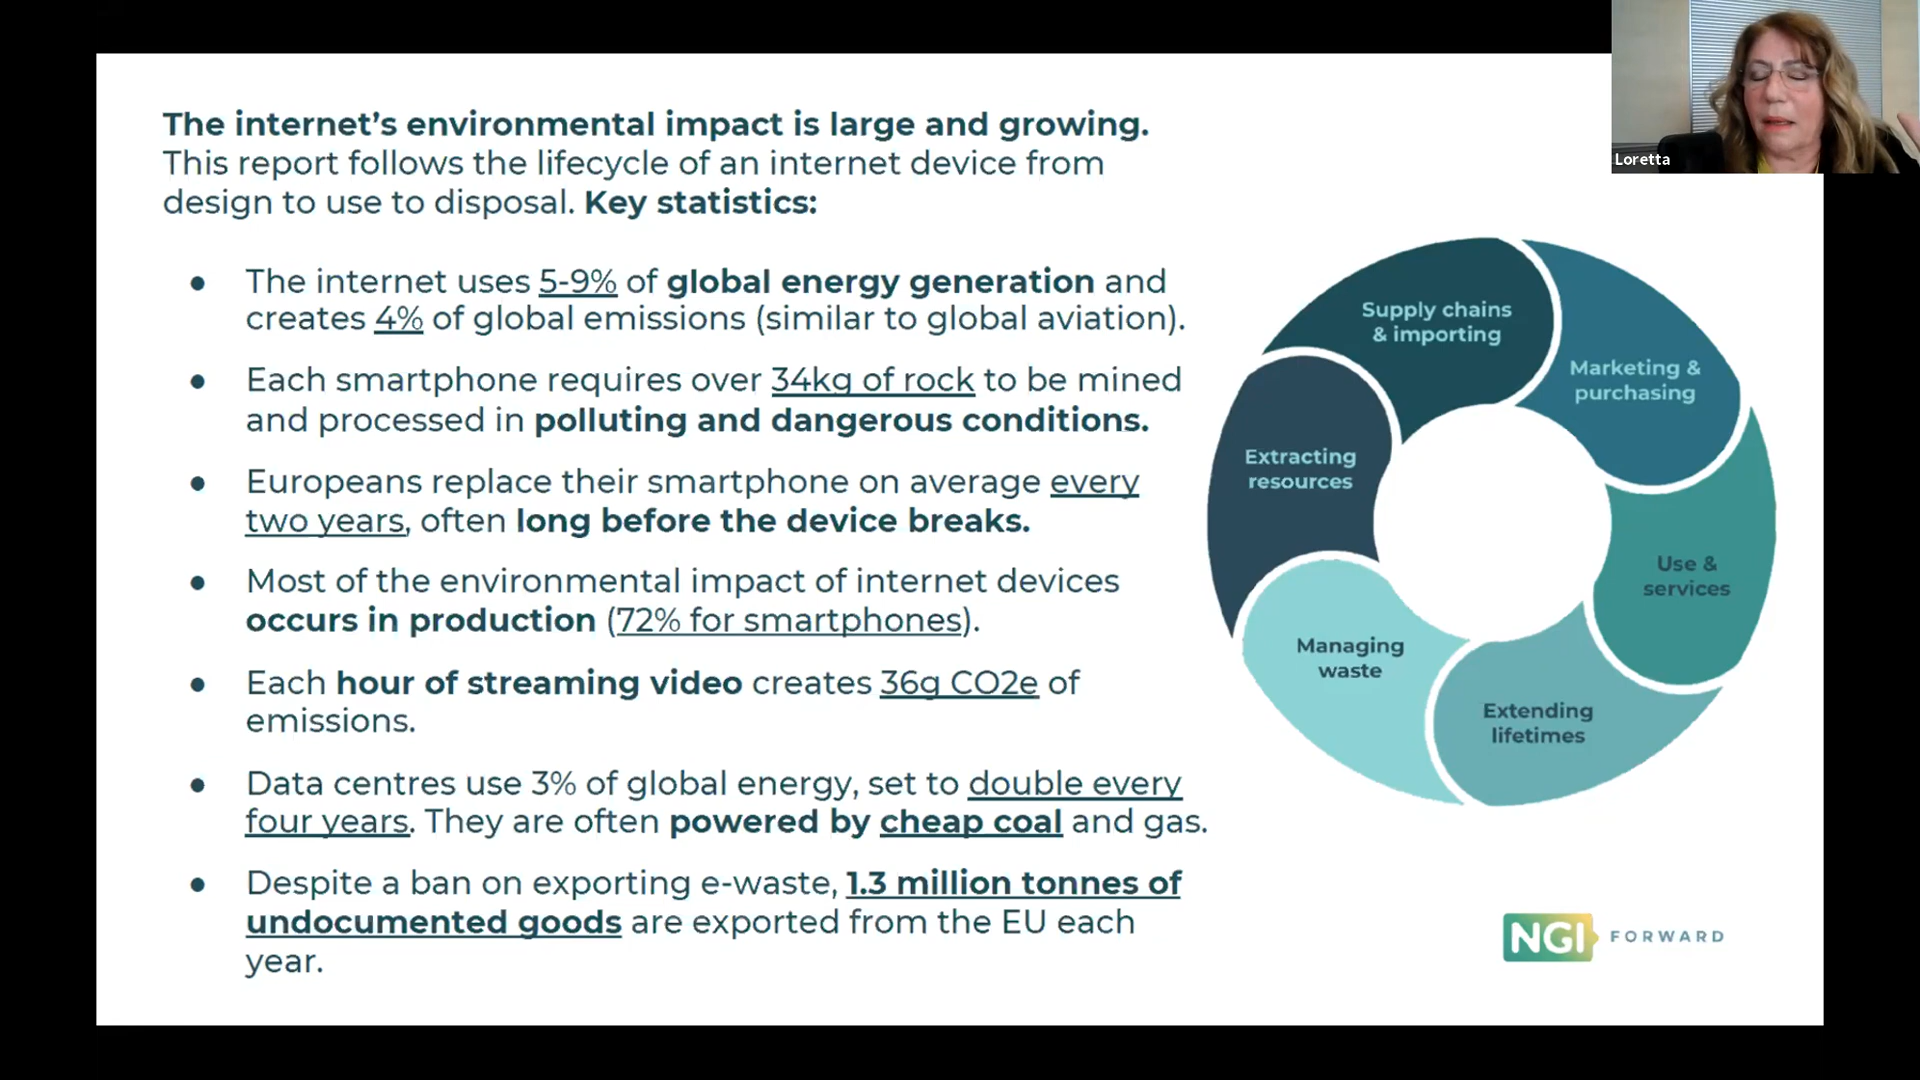 The internet's environmental impact is large and growing.
This report follows the lifecycle of an internet device from
design to use to disposal. Key statistics:
● The internet uses 5-9% of global energy generation and
creates 4% of global emissions (similar to global aviation).
● Each smartphone requires over 34kg of rock to be mined
and processed in polluting and dangerous conditions.
● Europeans replace their smartphone on average every
two years, often long before the device breaks.
● Most of the environmental impact of internet devices
occurs in production (72% for smartphones).
● Each hour of streaming video creates 36g CO2e of
emissions.
● Data centres use 3% of global energy, set to double every
four years. They are often powered by cheap coal and gas.
● Despite a ban on exporting e-waste, 1.3 million tonnes of
undocumented goods are exported from the EU each
year.
Loretta
Supply chains
& importing
Marketing &
purchasing
Extracting
resources
Use &
services
Managing
waste
Extending
lifetimes
NGI FORWARD